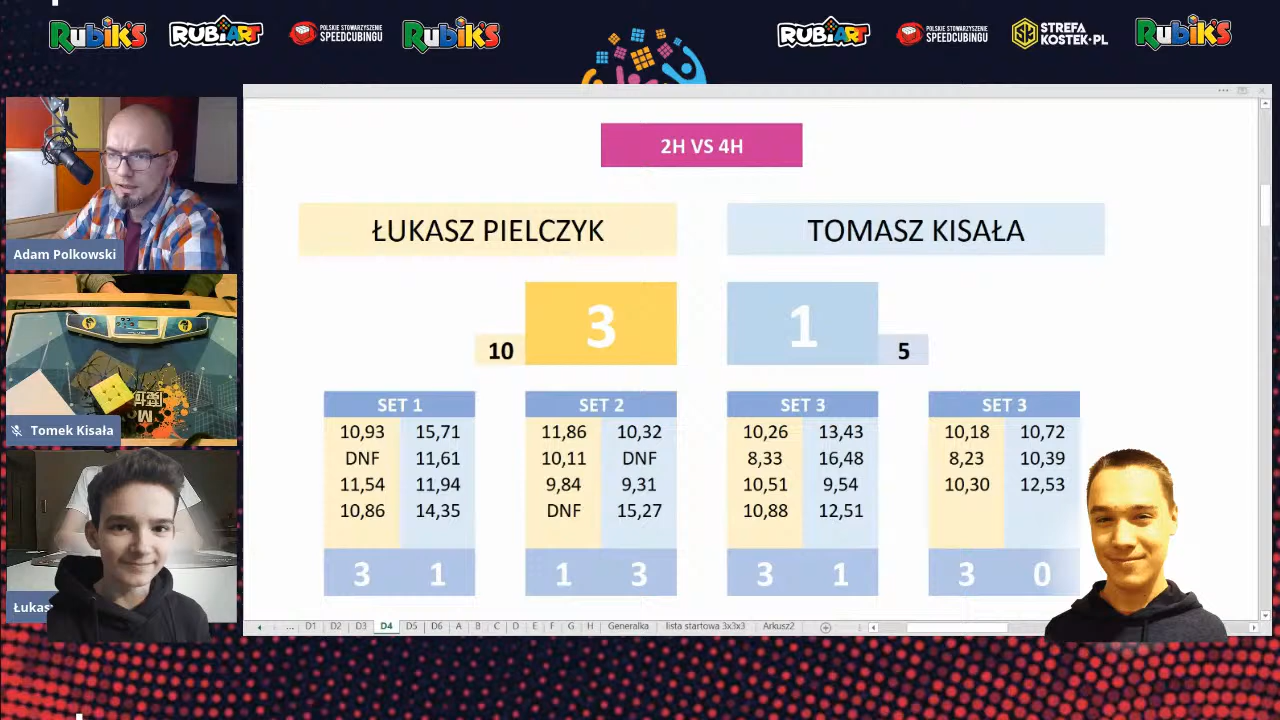 RUBIK'S RUBIART POLSKIE STOWARZYSZENIE SPEEDCUBING RUBIK'S RUBIART POLSKIE STOWARZYSZENIE SPEEDCUBING STREFA KOSTEK.PL RUBIK'S
2H VS 4H
ŁUKASZ PIELCZYK TOMASZ KISAŁA
Adam Polkowski
10 3 1 5
SET 1 SET 2 SET 3 SET 3
10,93 15,71 11,86 10,32 10,26 13,43 10,18 10,72
DNF 11,61 10,11 DNF 8,33 16,48 8,23 10,39
11,54 11,94 9,84 9,31 10,51 9,54 10,30 12,53
10,86 14,35 DNF 15,27 10,88 12,51
Tomek Kisała
3 1 1 3 3 1 3 0
Łukas
... D1 D2 D3 D4 D5 D6 A B C D E F G H Generalka lista startowa 3x3x3 Arkusz2